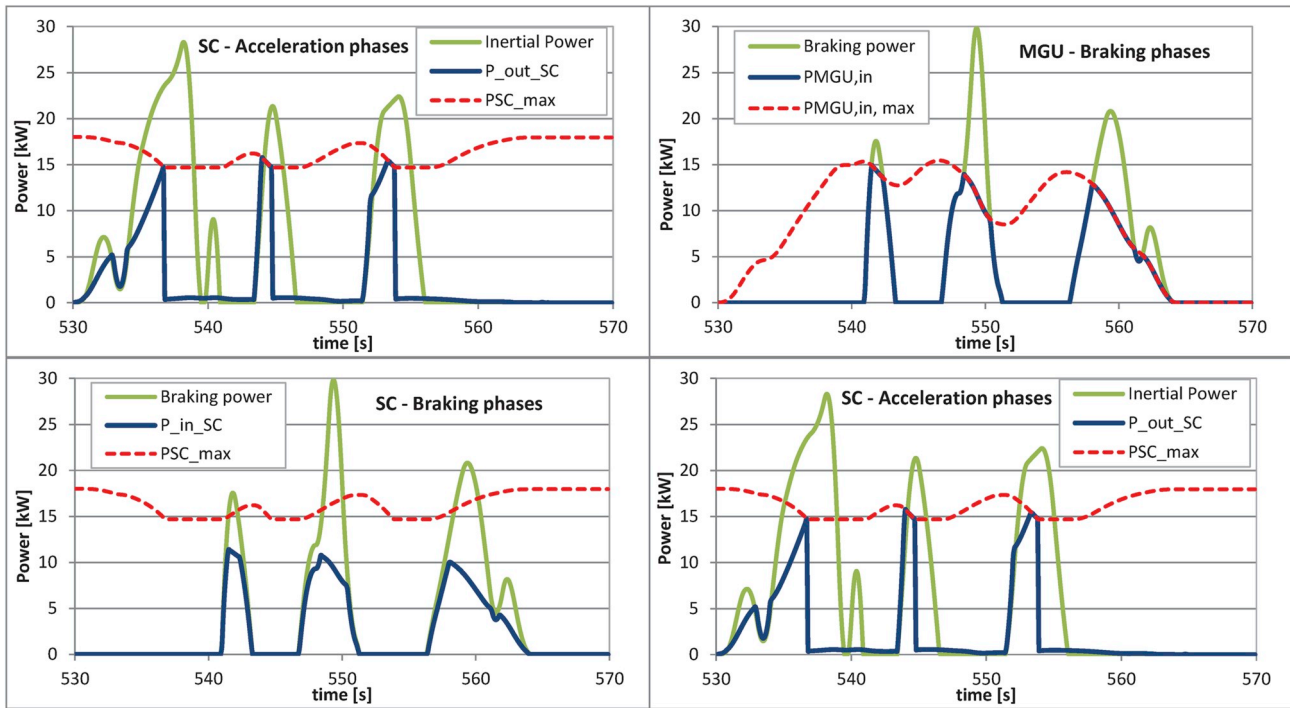 SC - Acceleration phases
Inertial Power
P_out_SC
PSC_max
Power [kW]
30
25
20
15
10
5
0
530 540 550 560 570
time [s]
MGU - Braking phases
Braking power
PMGU,in
PMGU,in, max
Power [kW]
30
25
20
15
10
5
0
530 540 550 560 570
time [s]
SC - Braking phases
Braking power
P_in_SC
PSC_max
Power [kW]
30
25
20
15
10
5
0
530 540 550 560 570
time [s]
SC - Acceleration phases
Inertial Power
P_out_SC
PSC_max
Power [kW]
30
25
20
15
10
5
0
530 540 550 560 570
time [s]